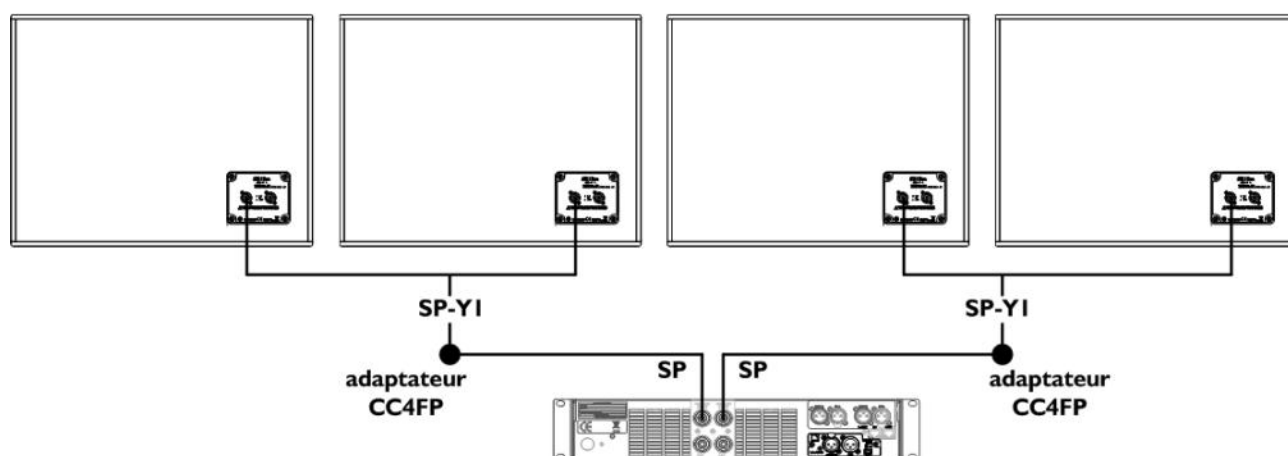 SP-Y1
SP-Y1
adaptateur
CC4FP
SP
SP
adaptateur
CC4FP